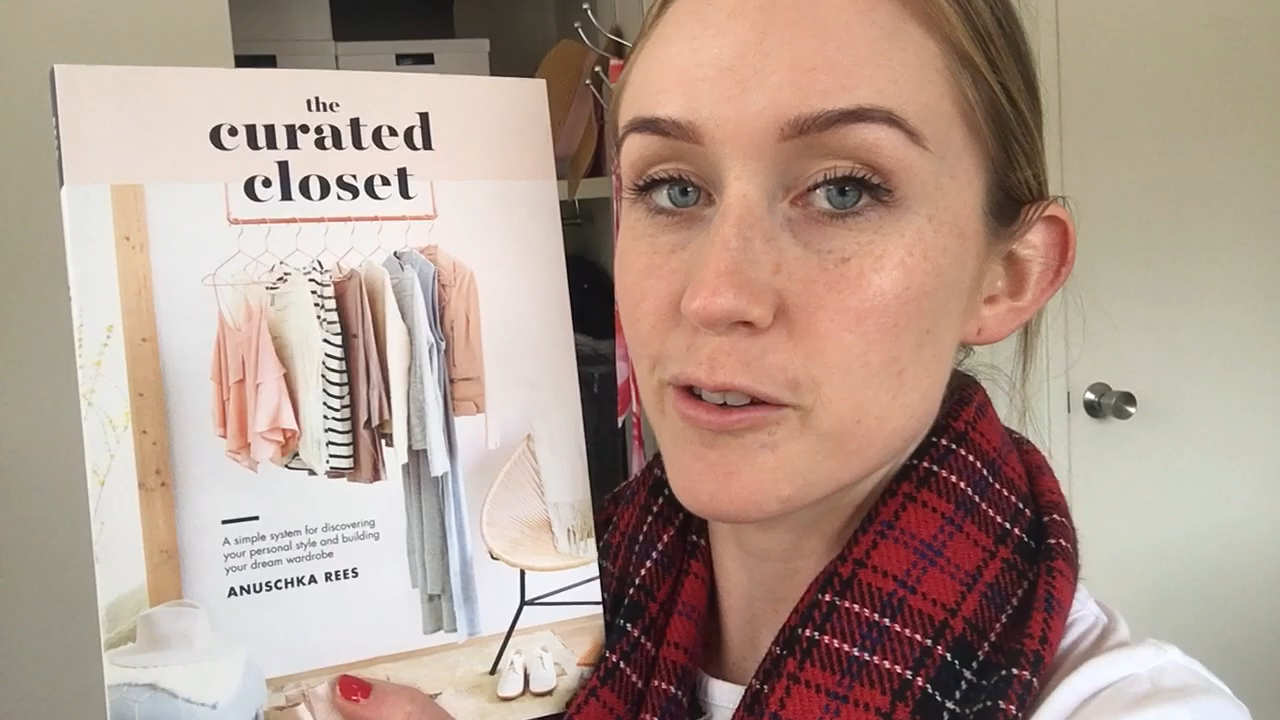 the
curated
closet
A simple system for discovering
your personal style and building
your dream wardrobe
ANUSCHKA REES